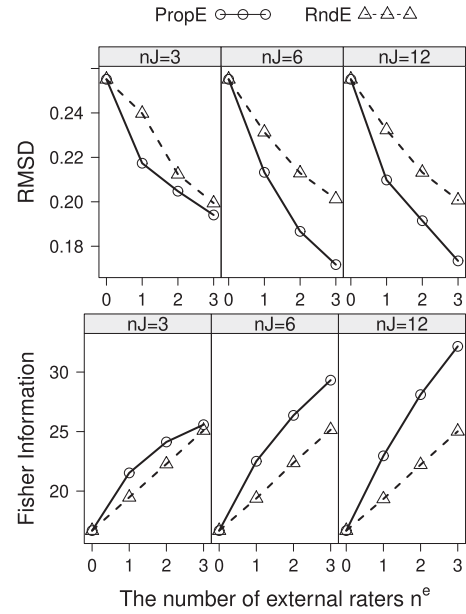 PropE RndE
nJ=3 nJ=6 nJ=12
RMSD
0.24
0.22
0.20
0.18
0 1 2 3 0 1 2 3 0 1 2 3
nJ=3 nJ=6 nJ=12
Fisher Information
30
25
20
0 1 2 3 0 1 2 3 0 1 2 3
The number of external raters nᵉ